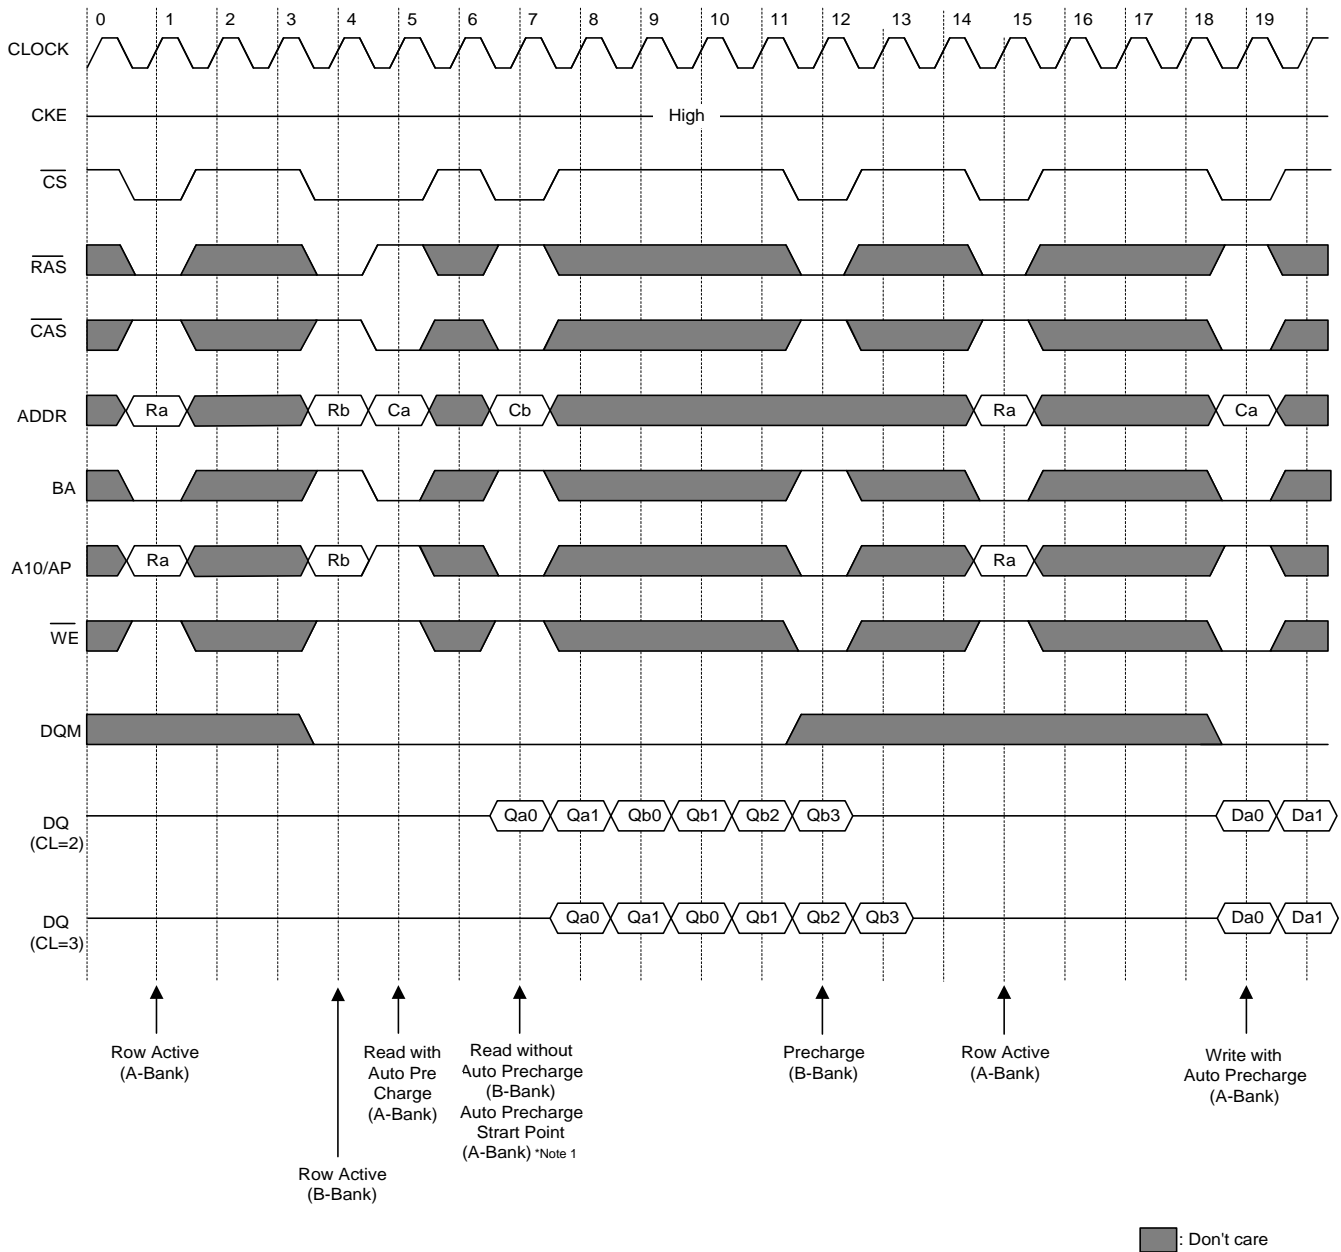 0 1 2 3 4 5 6 7 8 9 10 11 12 13 14 15 16 17 18 19
CLOCK
CKE High
CS
RAS
CAS
ADDR Ra Rb Ca Cb Ra Ca
BA
A10/AP Ra Rb Ra
WE
DQM
DQ Qa0 Qa1 Qb0 Qb1 Qb2 Qb3 Da0 Da1
(CL=2)
DQ Qa0 Qa1 Qb0 Qb1 Qb2 Qb3 Da0 Da1
(CL=3)
Row Active
(A-Bank)
Row Active
(B-Bank)
Read with
Auto Pre
Charge
(A-Bank)
Read without
Auto Precharge
(B-Bank)
Auto Precharge
Strart Point
(A-Bank) *Note 1
Precharge
(B-Bank)
Row Active
(A-Bank)
Write with
Auto Precharge
(A-Bank)
: Don't care